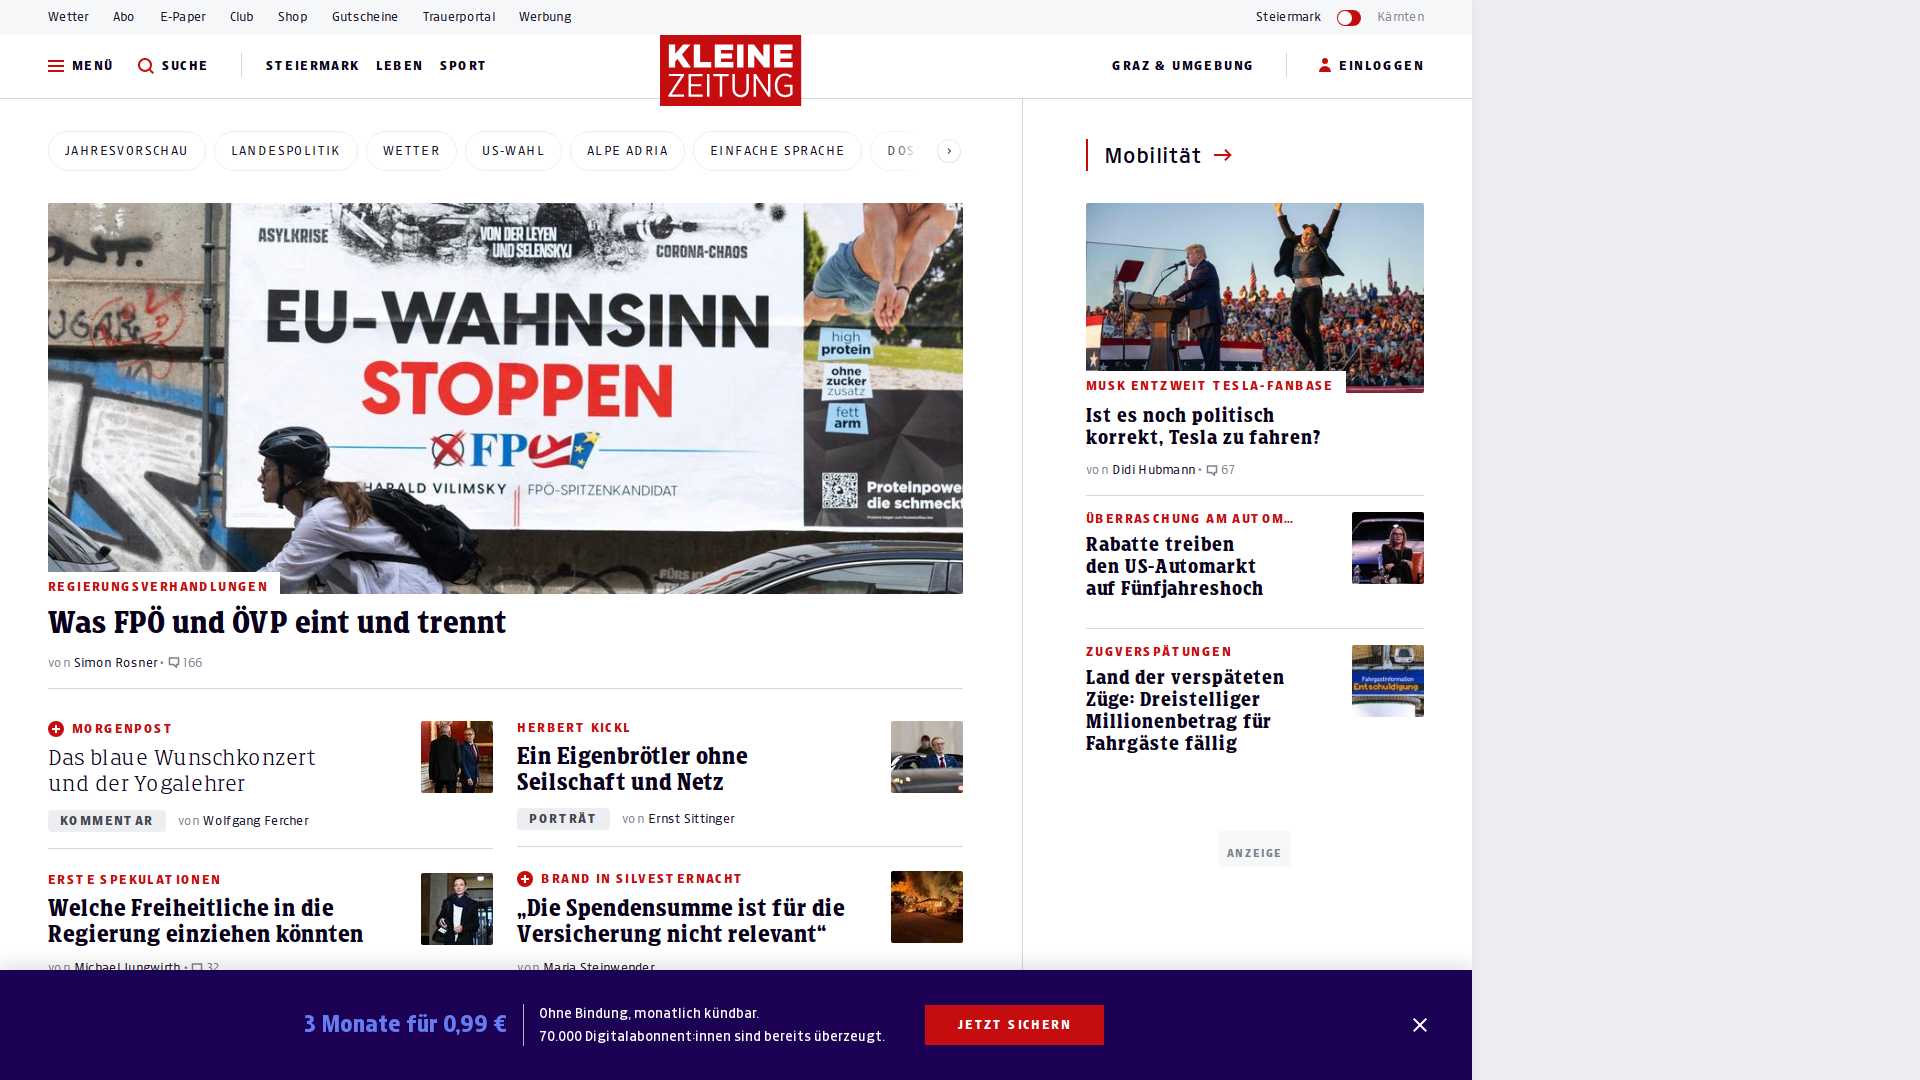 Wetter Abo E-Paper Club Shop Gutscheine Trauerportal Werbung Steiermark Kärnten
MENÜ SUCHE STEIERMARK LEBEN SPORT
KLEINE
ZEITUNG
GRAZ & UMGEBUNG EINLOGGEN
JAHRESVORSCHAU LANDESPOLITIK WETTER US-WAHL ALPE ADRIA EINFACHE SPRACHE DOS
ASYLKRISE
VON DER LEYEN
UND SELENSKYJ
CORONA-CHAOS
EU-WAHNSINN
STOPPEN
FPÖ
HARALD VILIMSKY FPÖ-SPITZENKANDIDAT
high
protein
ohne
zucker
zusatz
fett
arm
Proteinpower
die schmeckt
REGIERUNGSVERHANDLUNGEN
Was FPÖ und ÖVP eint und trennt
von Simon Rosner • 166
MORGENPOST
Das blaue Wunschkonzert
und der Yogalehrer
KOMMENTAR von Wolfgang Fercher
HERBERT KICKL
Ein Eigenbrötler ohne
Seilschaft und Netz
PORTRÄT von Ernst Sittinger
ERSTE SPEKULATIONEN
Welche Freiheitliche in die
Regierung einziehen könnten
von Michael Jungwirth • 32
BRAND IN SILVESTERNACHT
„Die Spendensumme ist für die
Versicherung nicht relevant“
von Maria Steinwender
Mobilität
MUSK ENTZWEIT TESLA-FANBASE
Ist es noch politisch
korrekt, Tesla zu fahren?
von Didi Hubmann • 67
ÜBERRASCHUNG AM AUTOM…
Rabatte treiben
den US-Automarkt
auf Fünfjahreshoch
ZUGVERSPÄTUNGEN
Land der verspäteten
Züge: Dreistelliger
Millionenbetrag für
Fahrgäste fällig
Fahrgastinformation
Entschuldigung
ANZEIGE
3 Monate für 0,99 €
Ohne Bindung, monatlich kündbar.
70.000 Digitalabonnent:innen sind bereits überzeugt.
JETZT SICHERN